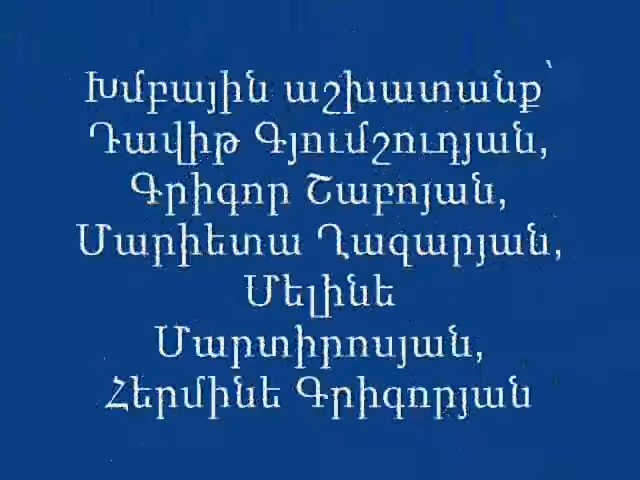 Խմբային աշխատանք՝
Դավիթ Գյումշուդյան,
Գրիգոր Շաբոյան,
Մարիետա Ղազարյան,
Մելինե
Մարտիրոսյան,
Հերմինե Գրիգորյան